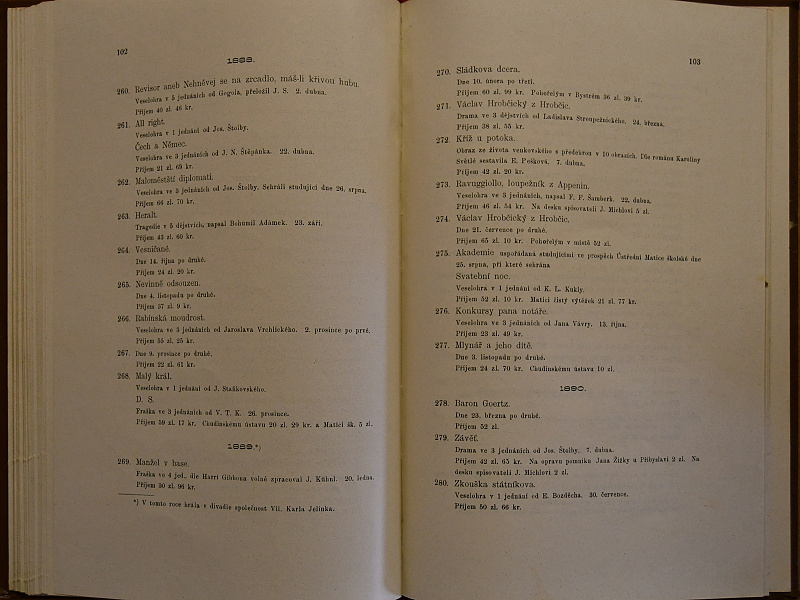 102
1888.
260. Revisor aneb Nehněvej se na zrcadlo, máš-li křivou hubu.
Veselohra v 5 jednáních od Gogola, přeložil J. S. 2. dubna.
Příjem 40 zl. 46 kr.
261. All right.
Veselohra v 1 jednání od Jos. Štolby.
Čech a Němec.
Veselohra ve 3 jednáních od J. N. Štěpánka. 22. dubna.
Příjem 21 zl. 69 kr.
262. Maloměstští diplomati.
Veselohra ve 3 jednáních od Jos. Štolby. Sehráli studující dne 26. srpna.
Příjem 66 zl. 70 kr.
263. Heralt.
Tragedie v 5 dějstvích, napsal Bohumil Adámek. 23. září.
Příjem 43 zl. 60 kr.
264. Vesničané.
Dne 14. října po druhé.
Příjem 24 zl. 20 kr.
265. Nevinně odsouzen.
Dne 4. listopadu po druhé.
Příjem 57 zl. 9 kr.
266. Rabínská moudrost.
Veselohra ve 3 jednáních od Jaroslava Vrchlického. 2. prosince po prvé.
Příjem 55 zl. 25 kr.
267. Dne 9. prosince po druhé.
Příjem 22 zl. 61 kr.
268. Malý král.
Veselohra v 1 jednání od J. Staňkovského.
D. S.
Fraška ve 3 jednáních od V. T. K. 26. prosince.
Příjem 59 zl. 17 kr. Chudinskému ústavu 20 zl. 29 kr. a Matici šk. 5 zl.
1889.*)
269. Manžel v base.
Fraška ve 4 jed., dle Harri Gibbona volně zpracoval J. Kühnl. 20. ledna.
Příjem 30 zl. 96 kr.
*) V tomto roce hrála v divadle společnost Vil. Karla Jelínka.
103
270. Sládkova dcera.
Dne 10. února po třetí.
Příjem 60 zl. 99 kr. Pohořelým v Bystrém 36 zl. 39 kr.
271. Václav Hrobčický z Hrobčic.
Drama ve 3 dějstvích od Ladislava Stroupežnického. 24. března.
Příjem 38 zl. 55 kr.
272. Kříž u potoka.
Obraz ze života venkovského s předehrou v 10 obrazích. Dle románu Karoliny
Světlé sestavila E. Pešková. 7. dubna.
Příjem 42 zl. 20 kr.
273. Ravuggiollo, loupežník z Appenin.
Veselohra ve 3 jednáních, napsal F. F. Šamberk. 22. dubna.
Příjem 46 zl. 54 kr. Na desku spisovateli J. Michlovi 5 zl.
274. Václav Hrobčický z Hrobčic.
Dne 21. července po druhé.
Příjem 65 zl. 10 kr. Pohořelým v místě 52 zl.
275. Akademie uspořádaná studujícími ve prospěch Ústřední Matice školské dne
25. srpna, při které sehrána
Svatební noc.
Veselohra v 1 jednání od K. L. Kukly.
Příjem 52 zl. 10 kr. Matici čistý výtěžek 21 zl. 77 kr.
276. Konkursy pana notáře.
Veselohra ve 3 jednáních od Jana Vávry. 13. října.
Příjem 23 zl. 49 kr.
277. Mlynář a jeho dítě.
Dne 3. listopadu po druhé.
Příjem 24 zl. 70 kr. Chudinskému ústavu 10 zl.
1890.
278. Baron Goertz.
Dne 23. března po druhé.
Příjem 52 zl.
279. Závěť.
Drama ve 3 jednáních od Jos. Štolby. 7. dubna.
Příjem 42 zl. 65 kr. Na opravu pomníku Jana Žižky u Přibyslavi 2 zl. Na
desku spisovateli J. Michlovi 2 zl.
280. Zkouška státníkova.
Veselohra v 1 jednání od E. Bozděcha. 30. července.
Příjem 50 zl. 66 kr.